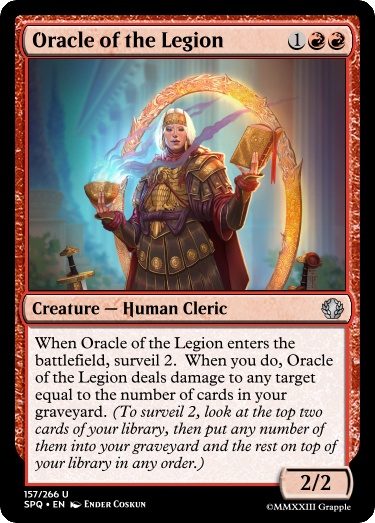 Oracle of the Legion 1
Creature — Human Cleric
When Oracle of the Legion enters the
battlefield, surveil 2.  When you do, Oracle
of the Legion deals damage to any target
equal to the number of cards in your
graveyard. (To surveil 2, look at the top two
cards of your library, then put any number of
them into your graveyard and the rest on top of
your library in any order.)
2/2
157/266 U
SPQ • EN Ender Coskun
©MMXXIII Grapple